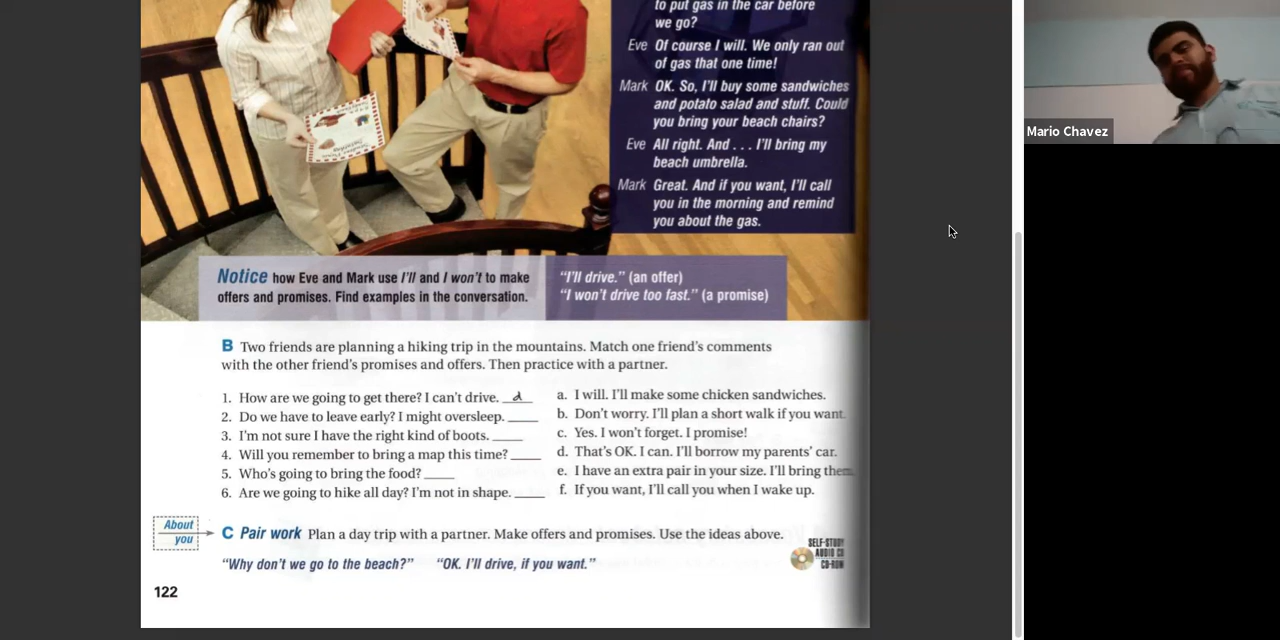 to put gas in the car before
we go?
Eve Of course I will. We only ran out
of gas that one time!
Mark OK. So, I'll buy some sandwiches
and potato salad and stuff. Could
you bring your beach chairs?
Eve All right. And . . . I'll bring my
beach umbrella.
Mark Great. And if you want, I'll call
you in the morning and remind
you about the gas.
Mario Chavez
Notice how Eve and Mark use I'll and I won't to make
offers and promises. Find examples in the conversation.
"I'll drive." (an offer)
"I won't drive too fast." (a promise)
B Two friends are planning a hiking trip in the mountains. Match one friend's comments
with the other friend's promises and offers. Then practice with a partner.
1. How are we going to get there? I can't drive. d
2. Do we have to leave early? I might oversleep. ____
3. I'm not sure I have the right kind of boots. ____
4. Will you remember to bring a map this time? ____
5. Who's going to bring the food? ____
6. Are we going to hike all day? I'm not in shape. ____
a. I will. I'll make some chicken sandwiches.
b. Don't worry. I'll plan a short walk if you want.
c. Yes. I won't forget. I promise!
d. That's OK. I can. I'll borrow my parents' car.
e. I have an extra pair in your size. I'll bring them.
f. If you want, I'll call you when I wake up.
About
you
C Pair work Plan a day trip with a partner. Make offers and promises. Use the ideas above.
"Why don't we go to the beach?" "OK. I'll drive, if you want."
SELF-STUDY
AUDIO CD
CD-ROM
122